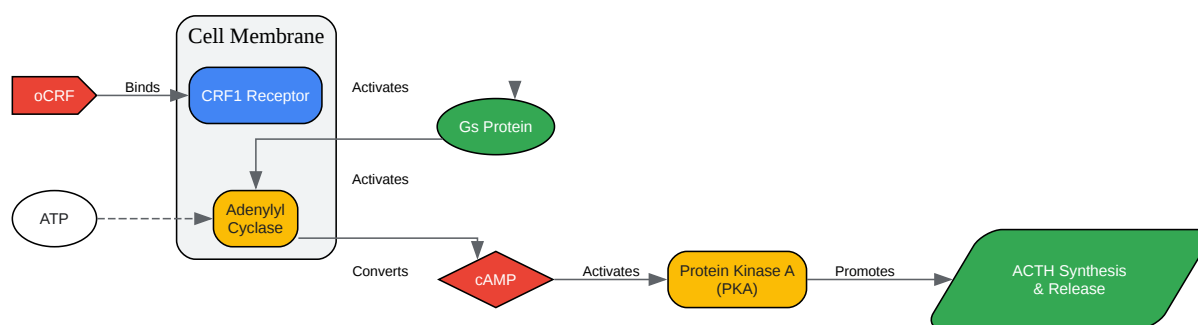 Cell Membrane
oCRF
Binds
CRF1 Receptor
Activates
Gs Protein
Activates
ATP
Adenylyl
Cyclase
Converts
cAMP
Activates
Protein Kinase A
(PKA)
Promotes
ACTH Synthesis
& Release